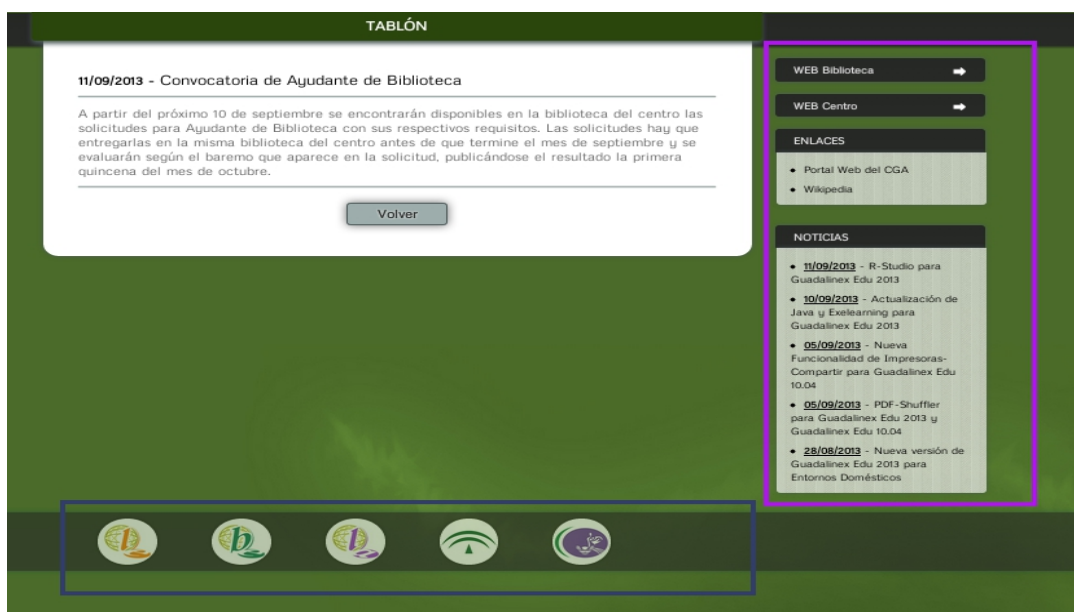 TABLÓN
11/09/2013 - Convocatoria de Ayudante de Biblioteca
A partir del próximo 10 de septiembre se encontrarán disponibles en la biblioteca del centro las
solicitudes para Ayudante de Biblioteca con sus respectivos requisitos. Las solicitudes hay que
entregarlas en la misma biblioteca del centro antes de que termine el mes de septiembre y se
evaluarán según el baremo que aparece en la solicitud, publicándose el resultado la primera
quincena del mes de octubre.
Volver
WEB Biblioteca
WEB Centro
ENLACES
• Portal Web del CGA
• Wikipedia
NOTICIAS
• 11/09/2013 - R-Studio para
Guadalinex Edu 2013
• 10/09/2013 - Actualización de
Java y Exelearning para
Guadalinex Edu 2013
• 05/09/2013 - Nueva
Funcionalidad de Impresoras-
Compartir para Guadalinex Edu
10.04
• 05/09/2013 - PDF-Shuffler
para Guadalinex Edu 2013 y
Guadalinex Edu 10.04
• 28/08/2013 - Nueva versión de
Guadalinex Edu 2013 para
Entornos Domésticos
l
b
l